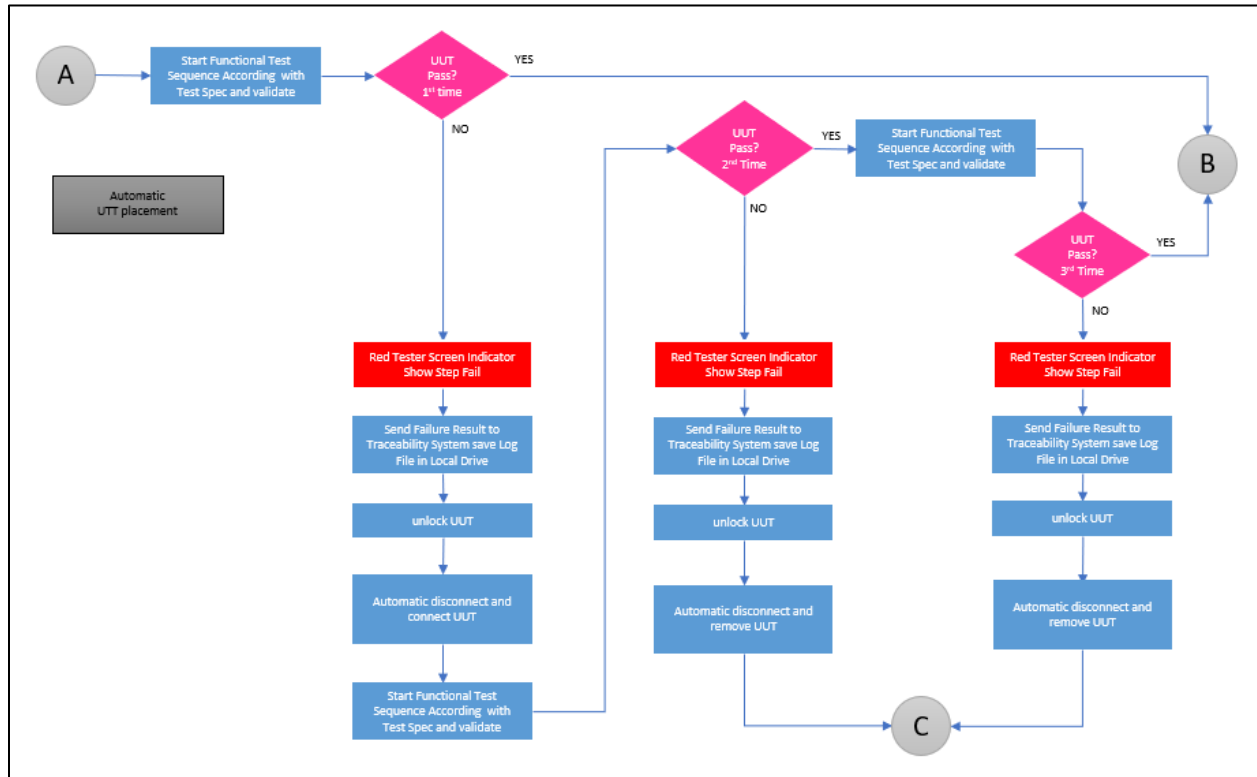 A
Start Functional Test
Sequence According with
Test Spec and validate
UUT
Pass?
1st time
YES
NO
UUT
Pass?
2nd Time
YES
NO
Start Functional Test
Sequence According with
Test Spec and validate
B
Automatic
UTT placement
UUT
Pass?
3rd Time
YES
NO
Red Tester Screen Indicator
Show Step Fail
Send Failure Result to
Traceability System save Log
File in Local Drive
unlock UUT
Automatic disconnect and
connect UUT
Start Functional Test
Sequence According with
Test Spec and validate
Red Tester Screen Indicator
Show Step Fail
Send Failure Result to
Traceability System save Log
File in Local Drive
unlock UUT
Automatic disconnect and
remove UUT
Red Tester Screen Indicator
Show Step Fail
Send Failure Result to
Traceability System save Log
File in Local Drive
unlock UUT
Automatic disconnect and
remove UUT
C